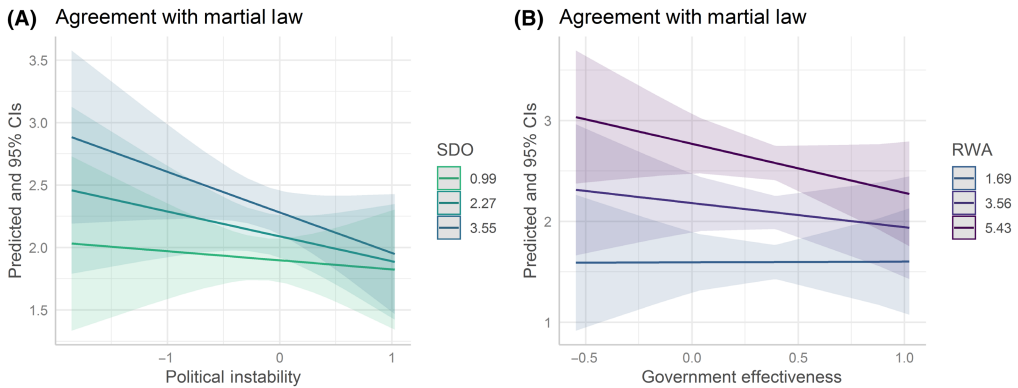 (A) Agreement with martial law
Predicted and 95% CIs
3.5
3.0
2.5
2.0
1.5
−1
0
1
Political instability
SDO
0.99
2.27
3.55
(B) Agreement with martial law
Predicted and 95% CIs
3
2
1
−0.5
0.0
0.5
1.0
Government effectiveness
RWA
1.69
3.56
5.43